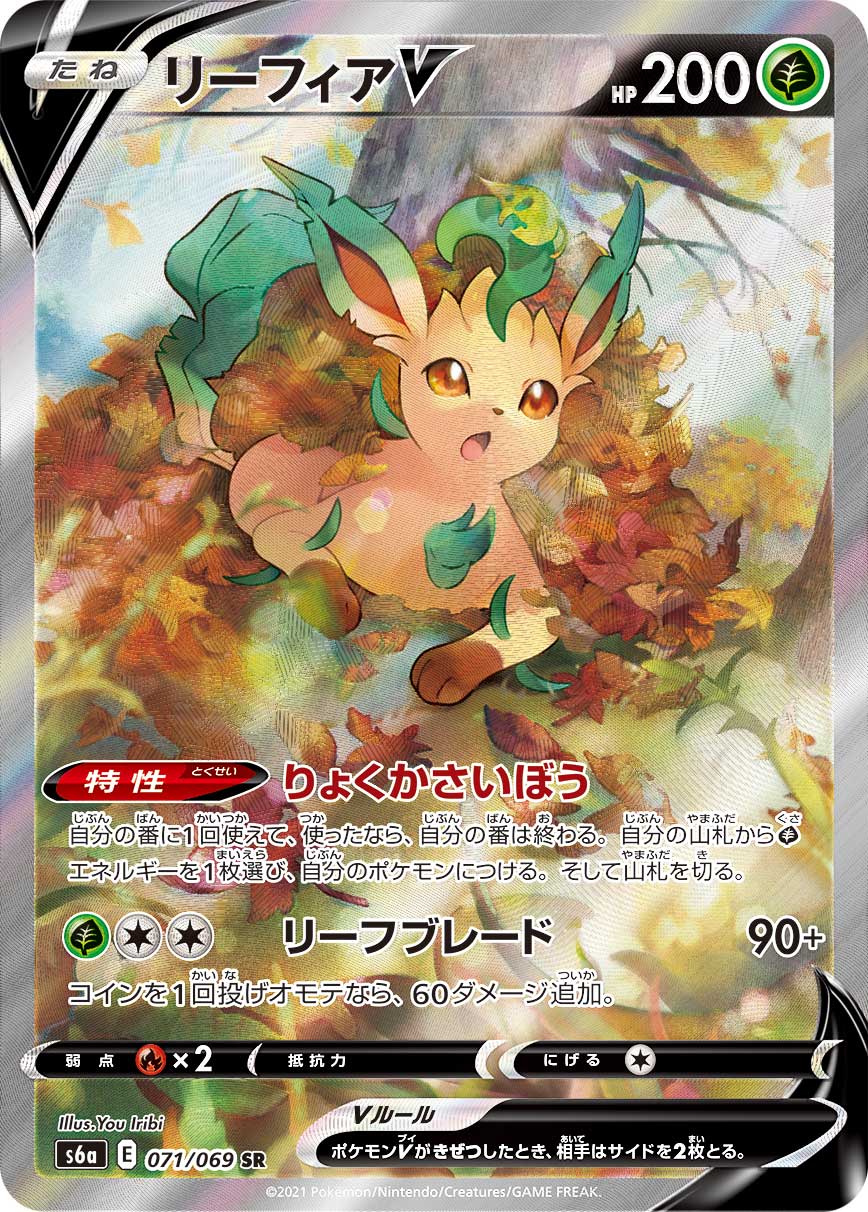 たね リーフィアV HP 200
特性 とくせい りょくかさいぼう
自分の番に1回使えて、使ったなら、自分の番は終わる。自分の山札から
エネルギーを1枚選び、自分のポケモンにつける。そして山札を切る。
リーフブレード 90+
コインを1回投げオモテなら、60ダメージ追加。
弱点 ×2 抵抗力 にげる
Illus.You Iribi
Vルール
ポケモンVがきぜつしたとき、相手はサイドを2枚とる。
s6a E 071/069 SR
©2021 Pokémon/Nintendo/Creatures/GAME FREAK.